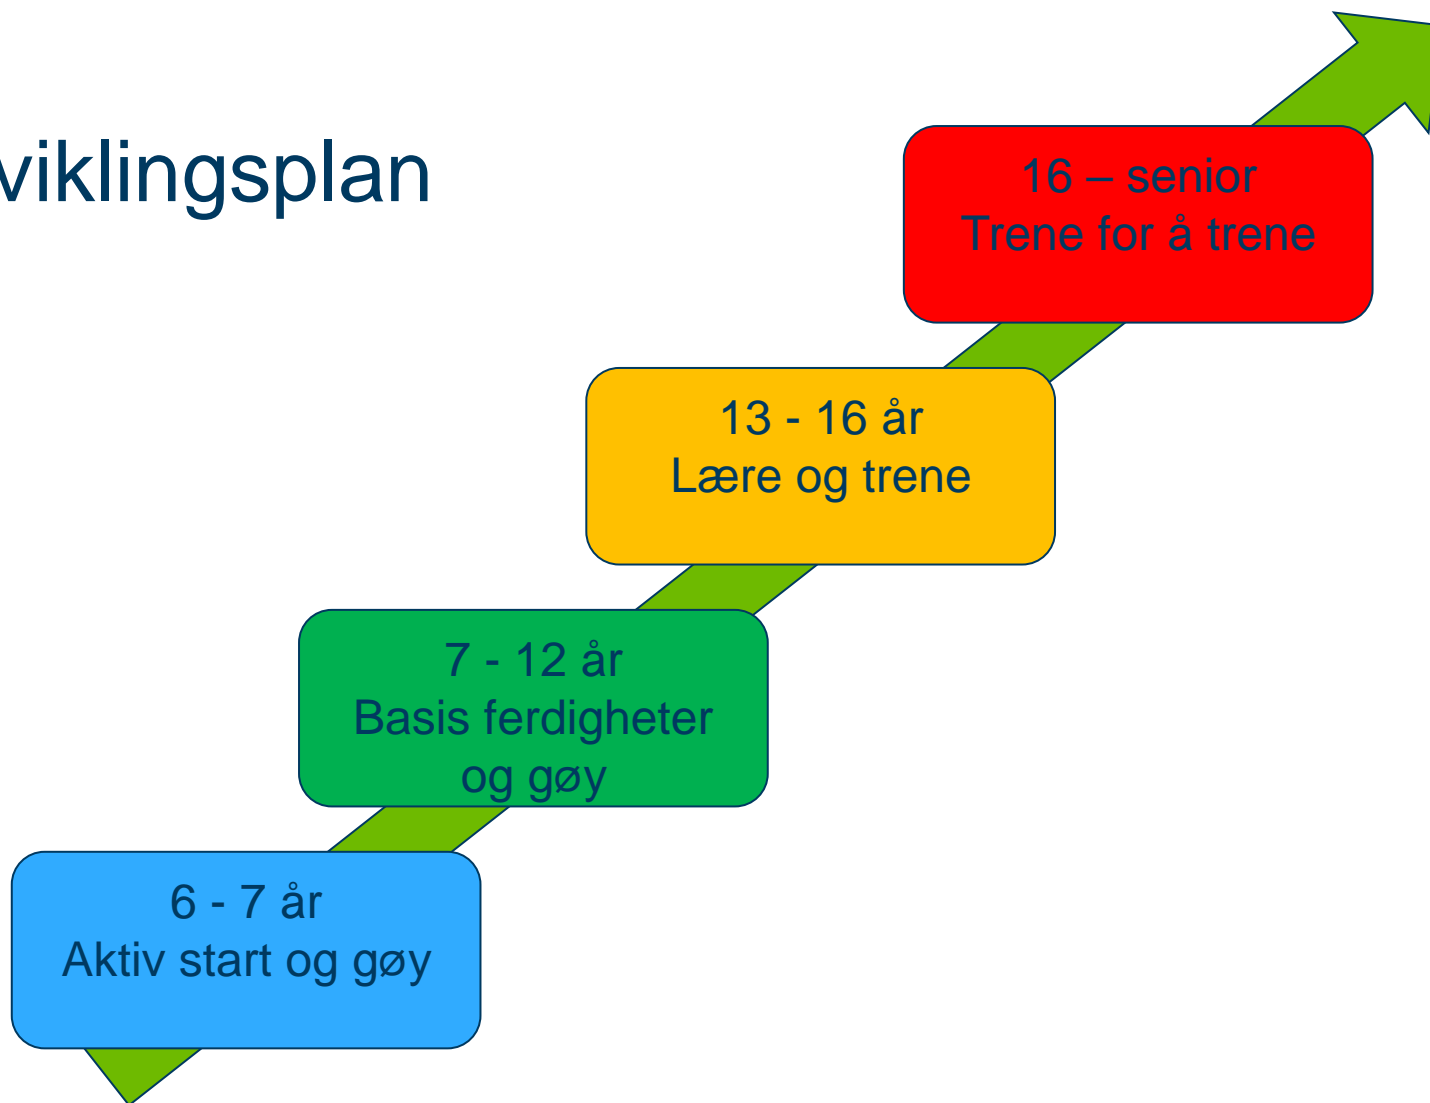 viklingsplan
16 – senior
Trene for å trene
13 - 16 år
Lære og trene
7 - 12 år
Basis ferdigheter
og gøy
6 - 7 år
Aktiv start og gøy